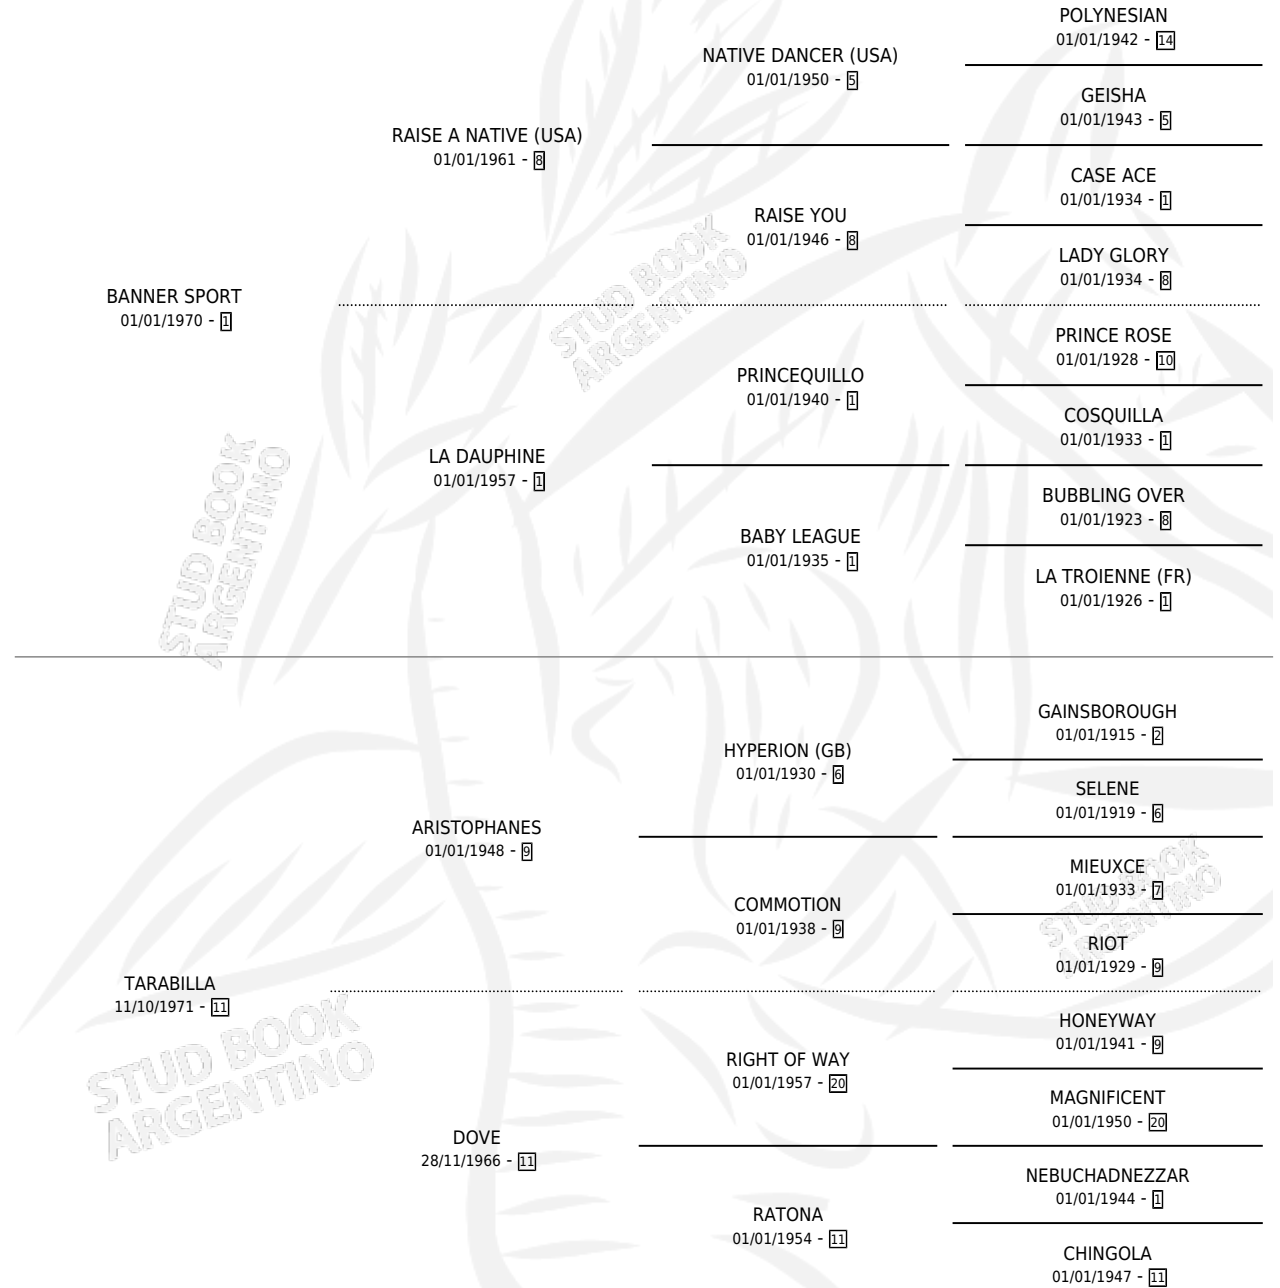 POLYNESIAN
01/01/1942 - 14
NATIVE DANCER (USA)
01/01/1950 - 5
GEISHA
01/01/1943 - 5
RAISE A NATIVE (USA)
01/01/1961 - 8
CASE ACE
01/01/1934 - 1
RAISE YOU
01/01/1946 - 8
LADY GLORY
01/01/1934 - 8
BANNER SPORT
01/01/1970 - 1
PRINCE ROSE
01/01/1928 - 10
PRINCEQUILLO
01/01/1940 - 1
COSQUILLA
01/01/1933 - 1
LA DAUPHINE
01/01/1957 - 1
BUBBLING OVER
01/01/1923 - 8
BABY LEAGUE
01/01/1935 - 1
LA TROIENNE (FR)
01/01/1926 - 1
STUD BOOK
ARGENTINO
STUD BOOK
ARGENTINO
GAINSBOROUGH
01/01/1915 - 2
HYPERION (GB)
01/01/1930 - 6
SELENE
01/01/1919 - 6
ARISTOPHANES
01/01/1948 - 9
MIEUXCE
01/01/1933 - 7
COMMOTION
01/01/1938 - 9
RIOT
01/01/1929 - 9
TARABILLA
11/10/1971 - 11
HONEYWAY
01/01/1941 - 9
RIGHT OF WAY
01/01/1957 - 20
MAGNIFICENT
01/01/1950 - 20
DOVE
28/11/1966 - 11
NEBUCHADNEZZAR
01/01/1944 - 1
RATONA
01/01/1954 - 11
CHINGOLA
01/01/1947 - 11
STUD BOOK
ARGENTINO
STUD BOOK
ARGENTINO